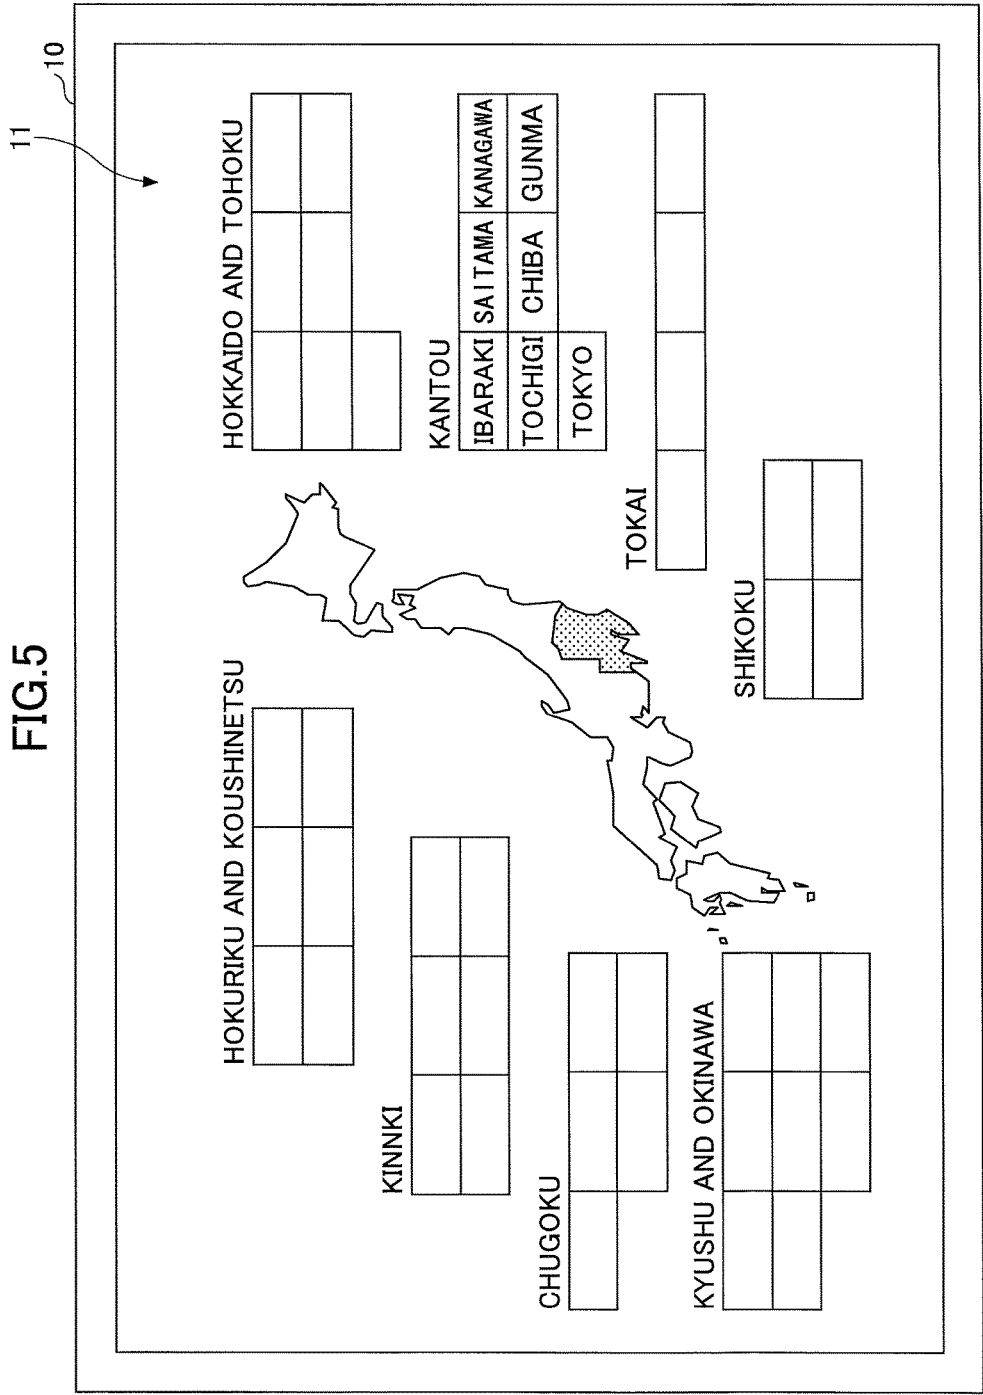 FIG.5
10
11
HOKURIKU AND KOUSHINETSU
HOKKAIDO AND TOHOKU
KINNKI
KANTOU
IBARAKI SAITAMA KANAGAWA
TOCHIGI CHIBA GUNMA
TOKYO
CHUGOKU
TOKAI
KYUSHU AND OKINAWA
SHIKOKU